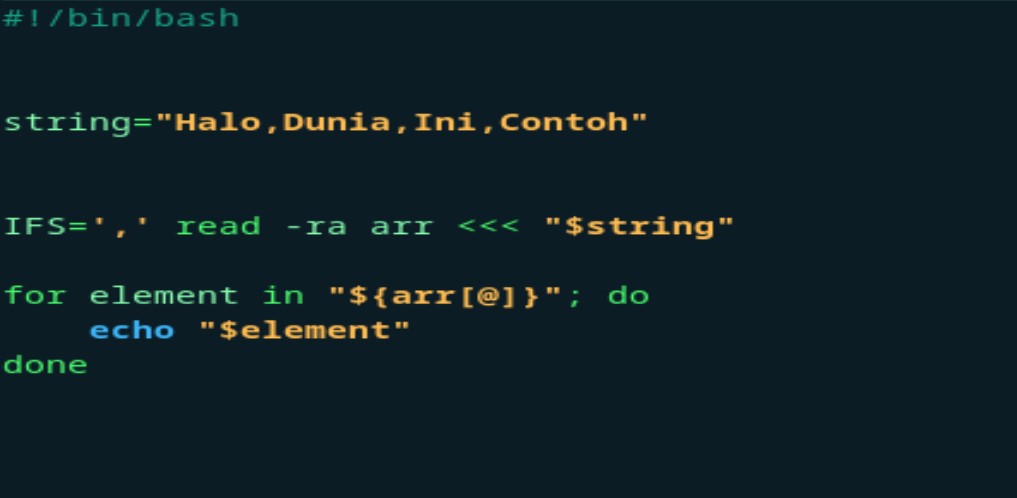 #!/bin/bash
string="Halo,Dunia,Ini,Contoh"
IFS=',' read -ra arr <<< "$string"
for element in "${arr[@]}"; do
    echo "$element"
done